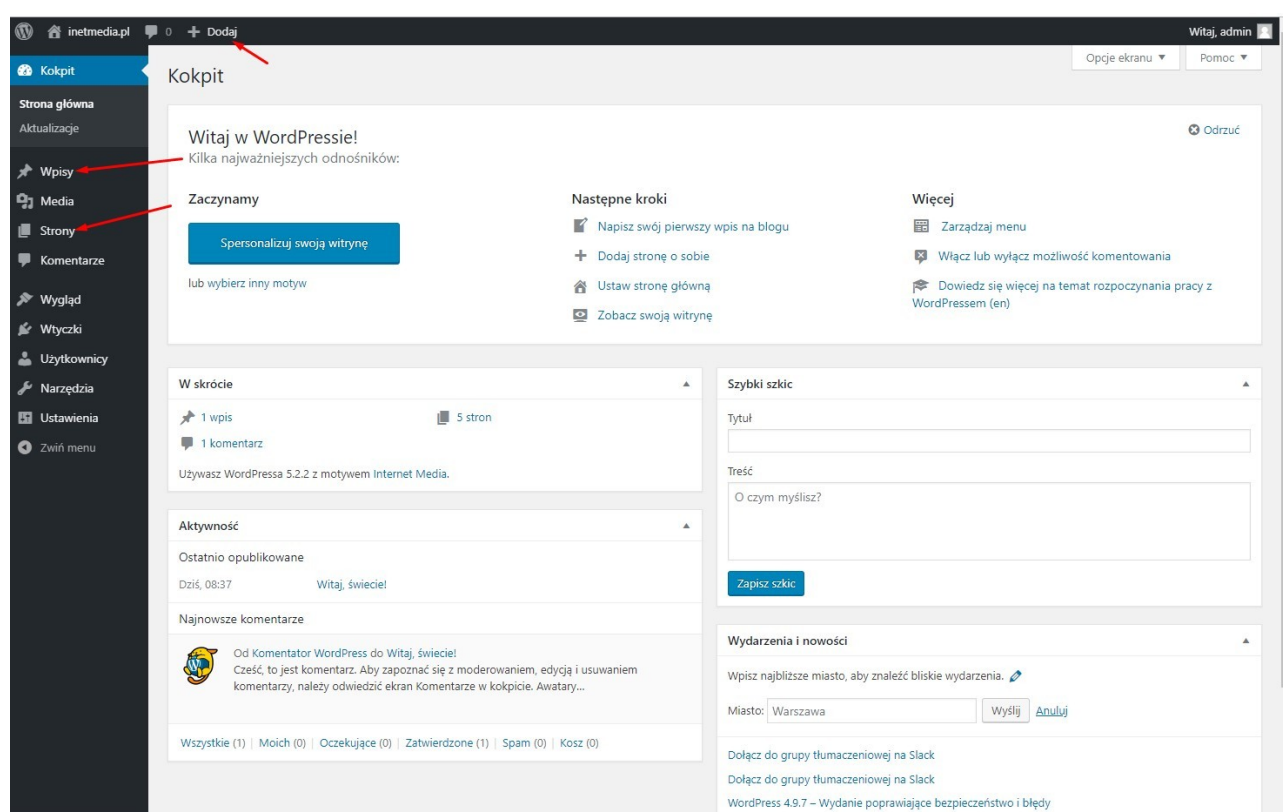 inetmedia.pl 0 Dodaj Witaj, admin
Opcje ekranu Pomoc
Kokpit
Strona główna
Aktualizacje
Wpisy
Media
Strony
Komentarze
Wygląd
Wtyczki
Użytkownicy
Narzędzia
Ustawienia
Zwiń menu
Kokpit
Witaj w WordPressie!
Odrzuć
Kilka najważniejszych odnośników:
Zaczynamy
Spersonalizuj swoją witrynę
lub wybierz inny motyw
Następne kroki
Napisz swój pierwszy wpis na blogu
Dodaj stronę o sobie
Ustaw stronę główną
Zobacz swoją witrynę
Więcej
Zarządzaj menu
Włącz lub wyłącz możliwość komentowania
Dowiedz się więcej na temat rozpoczynania pracy z
WordPressem (en)
W skrócie
1 wpis 5 stron
1 komentarz
Używasz WordPressa 5.2.2 z motywem Internet Media.
Aktywność
Ostatnio opublikowane
Dziś, 08:37 Witaj, świecie!
Najnowsze komentarze
Od Komentator WordPress do Witaj, świecie!
Cześć, to jest komentarz. Aby zapoznać się z moderowaniem, edycją i usuwaniem
komentarzy, należy odwiedzić ekran Komentarze w kokpicie. Awatary...
Wszystkie (1) | Moich (0) | Oczekujące (0) | Zatwierdzone (1) | Spam (0) | Kosz (0)
Szybki szkic
Tytuł
Treść
O czym myślisz?
Zapisz szkic
Wydarzenia i nowości
Wpisz najbliższe miasto, aby znaleźć bliskie wydarzenia.
Miasto: Warszawa Wyślij Anuluj
Dołącz do grupy tłumaczeniowej na Slack
Dołącz do grupy tłumaczeniowej na Slack
WordPress 4.9.7 – Wydanie poprawiające bezpieczeństwo i błędy